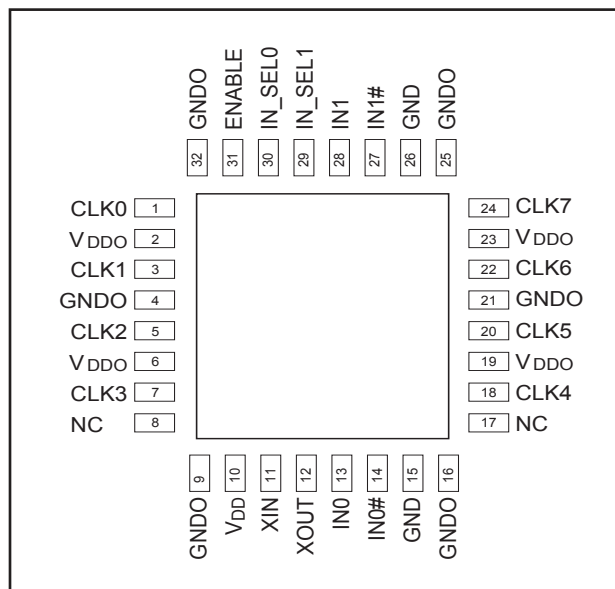 GNDO
ENABLE
IN_SEL0
IN_SEL1
IN1
IN1#
GND
GNDO
32
31
30
29
28
27
26
25
CLK0 1
VDDO 2
CLK1 3
GNDO 4
CLK2 5
VDDO 6
CLK3 7
NC 8
24 CLK7
23 VDDO
22 CLK6
21 GNDO
20 CLK5
19 VDDO
18 CLK4
17 NC
9
10
11
12
13
14
15
16
GNDO
VDD
XIN
XOUT
IN0
IN0#
GND
GNDO